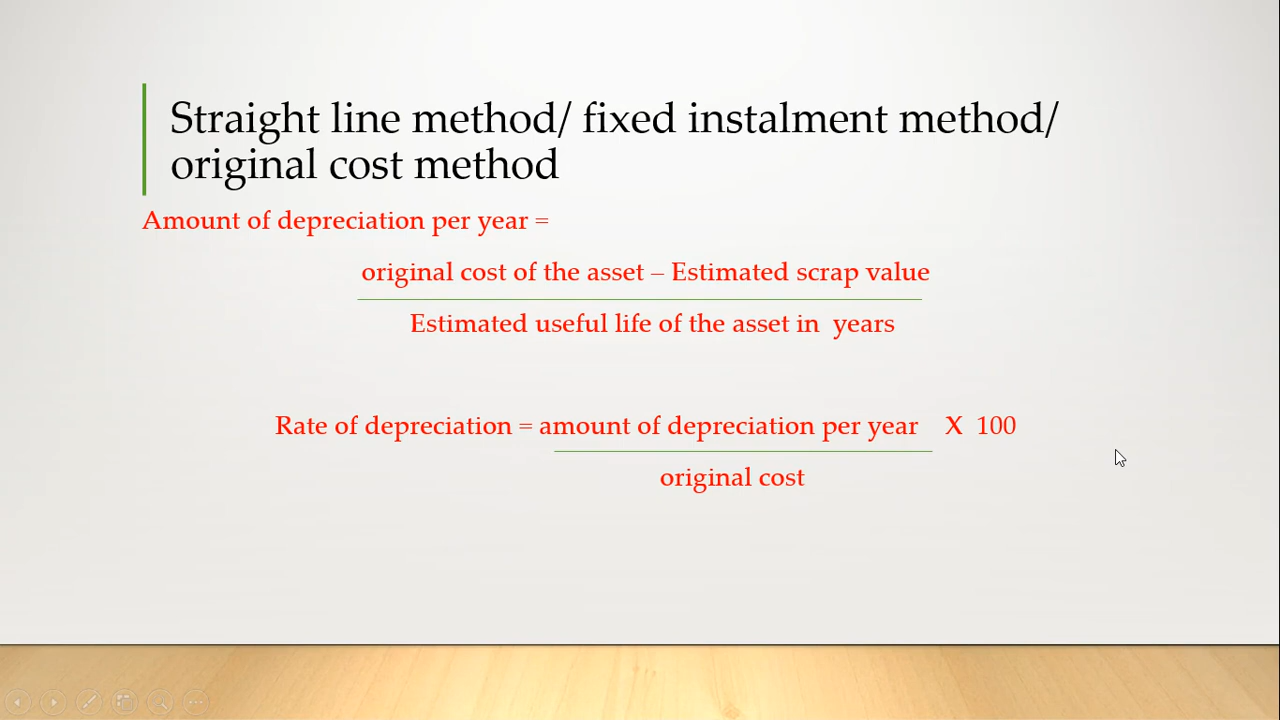 Straight line method/ fixed instalment method/
original cost method
Amount of depreciation per year =
original cost of the asset – Estimated scrap value
Estimated useful life of the asset in  years
Rate of depreciation = amount of depreciation per year    X  100
original cost